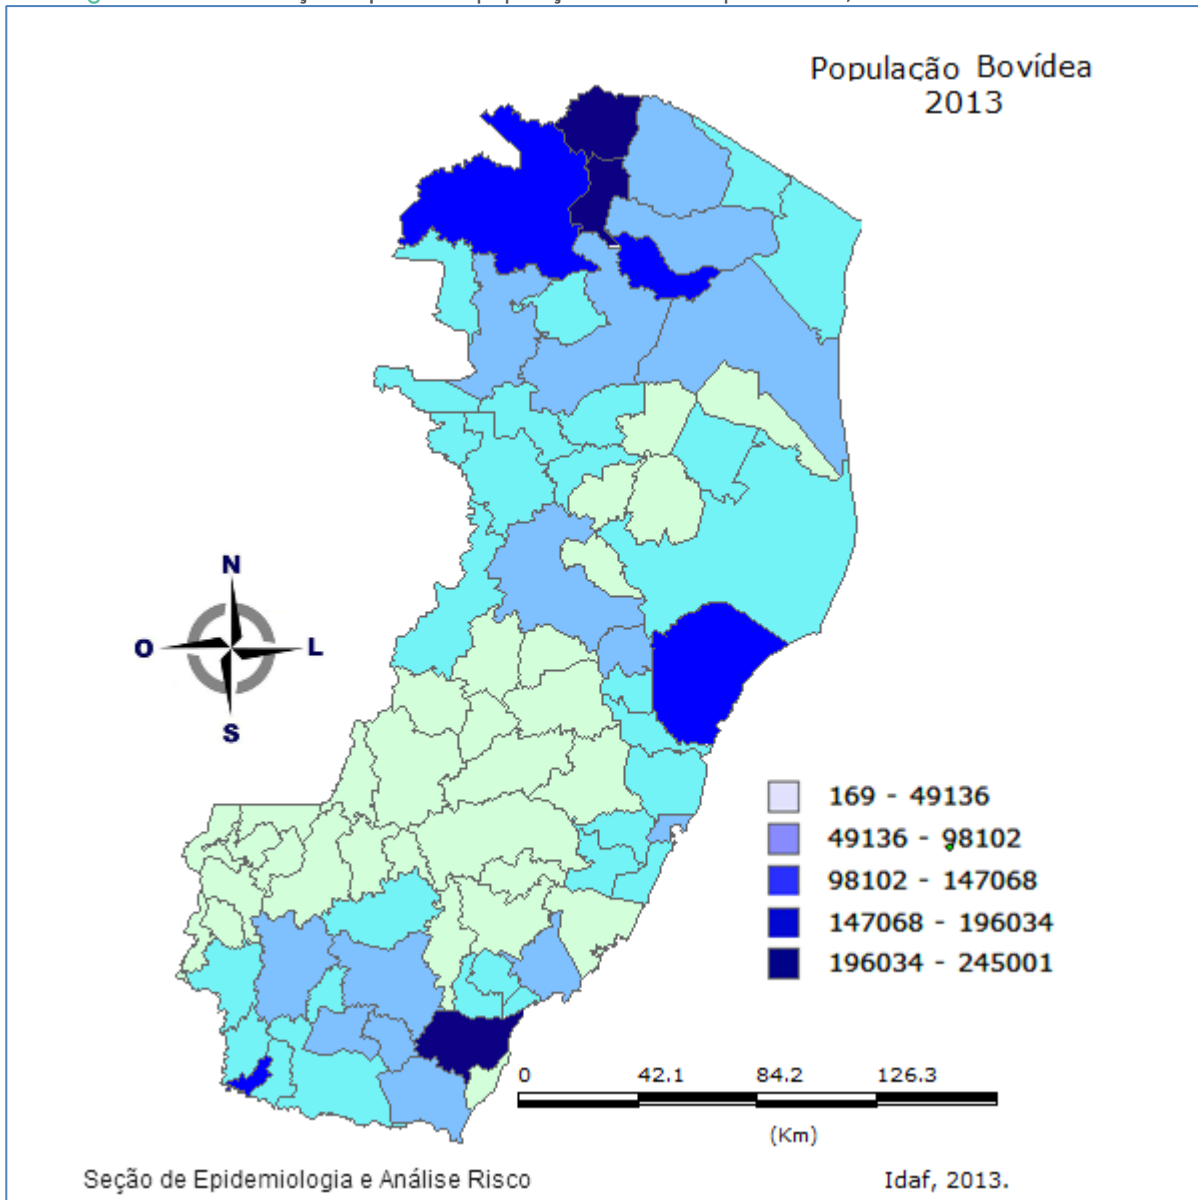 População Bovídea
2013
N
O
L
S
169 - 49136
49136 - 98102
98102 - 147068
147068 - 196034
196034 - 245001
0 42.1 84.2 126.3
(Km)
Seção de Epidemiologia e Análise Risco
Idaf, 2013.